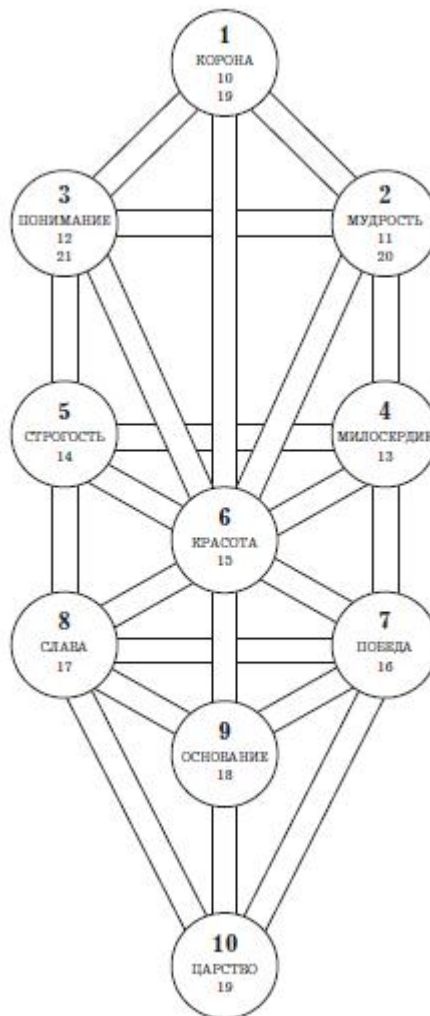 1
КОРОНА
10
19
3
ПОНИМАНИЕ
12
21
2
МУДРОСТЬ
11
20
5
СТРОГОСТЬ
14
4
МИЛОСЕРДИЕ
13
6
КРАСОТА
15
8
СЛАВА
17
7
ПОБЕДА
16
9
ОСНОВАНИЕ
18
10
ЦАРСТВО
19